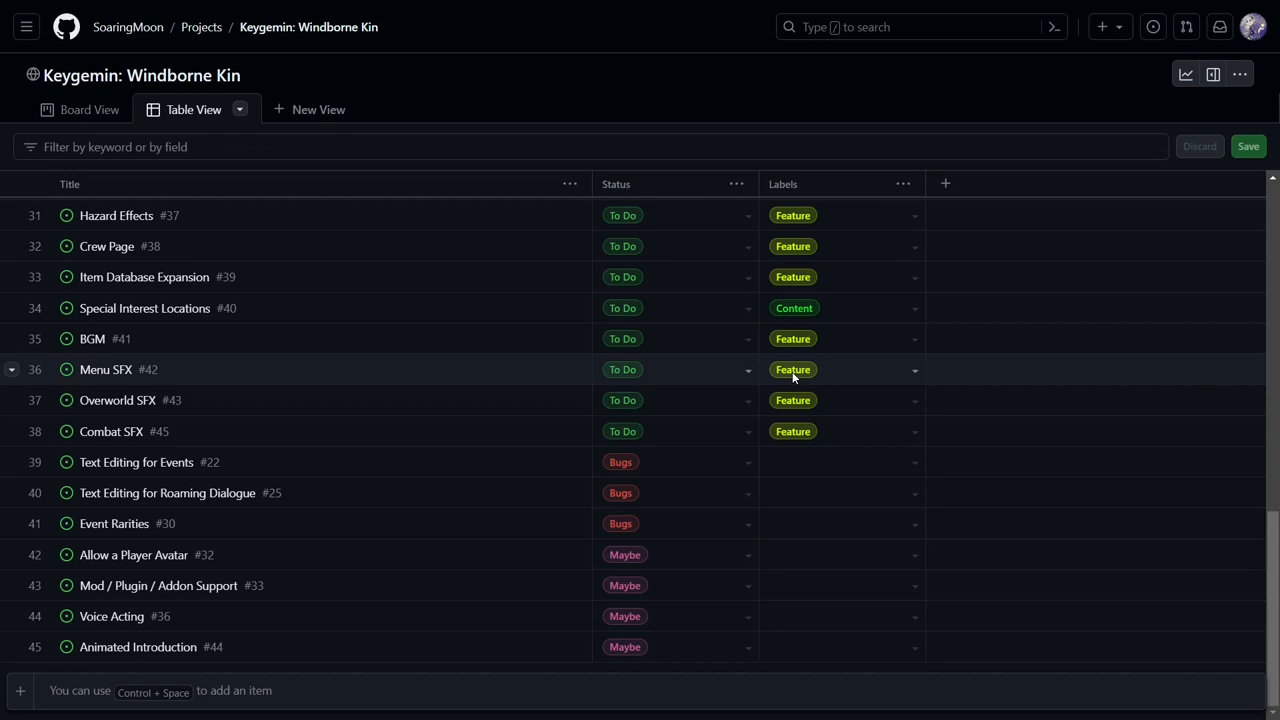 SoaringMoon / Projects / Keygemin: Windborne Kin
Type / to search
Keygemin: Windborne Kin
Board View
Table View
New View
Filter by keyword or by field
Discard
Save
Title Status Labels
31 Hazard Effects #37 To Do Feature
32 Crew Page #38 To Do Feature
33 Item Database Expansion #39 To Do Feature
34 Special Interest Locations #40 To Do Content
35 BGM #41 To Do Feature
36 Menu SFX #42 To Do Feature
37 Overworld SFX #43 To Do Feature
38 Combat SFX #45 To Do Feature
39 Text Editing for Events #22 Bugs
40 Text Editing for Roaming Dialogue #25 Bugs
41 Event Rarities #30 Bugs
42 Allow a Player Avatar #32 Maybe
43 Mod / Plugin / Addon Support #33 Maybe
44 Voice Acting #36 Maybe
45 Animated Introduction #44 Maybe
You can use Control + Space to add an item